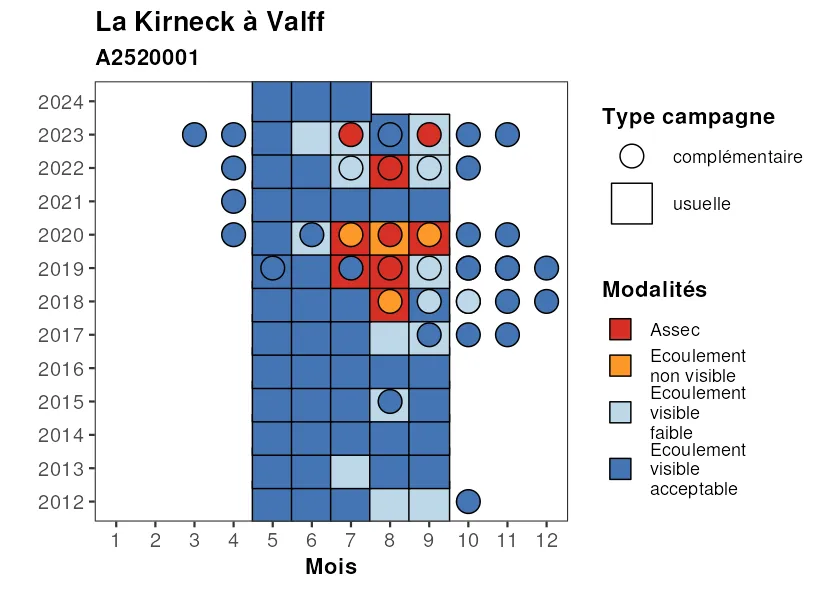 La Kirneck à Valff
A2520001
2024
2023
2022
2021
2020
2019
2018
2017
2016
2015
2014
2013
2012
1 2 3 4 5 6 7 8 9 10 11 12
Mois
Type campagne
complémentaire
usuelle
Modalités
Assec
Ecoulement
non visible
Ecoulement
visible
faible
Ecoulement
visible
acceptable